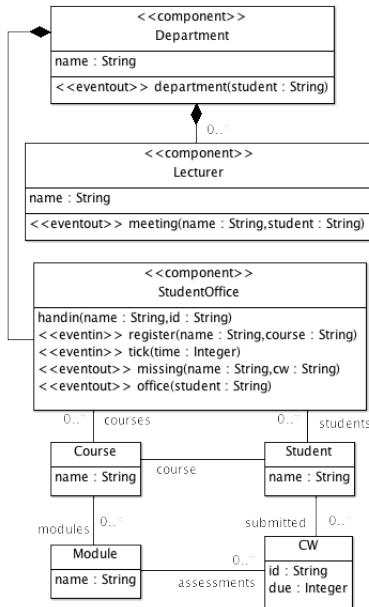 <<component>>
Department
name : String
<<eventout>> department(student : String)
0..*
<<component>>
Lecturer
name : String
<<eventout>> meeting(name : String,student : String)
<<component>>
StudentOffice
handin(name : String,id : String)
<<eventin>> register(name : String,course : String)
<<eventin>> tick(time : Integer)
<<eventout>> missing(name : String,cw : String)
<<eventout>> office(student : String)
0..* courses
0..* students
Course
name : String
course
Student
name : String
modules 0..*
submitted 0..*
Module
name : String
0..*
assessments
CW
id : String
due : Integer